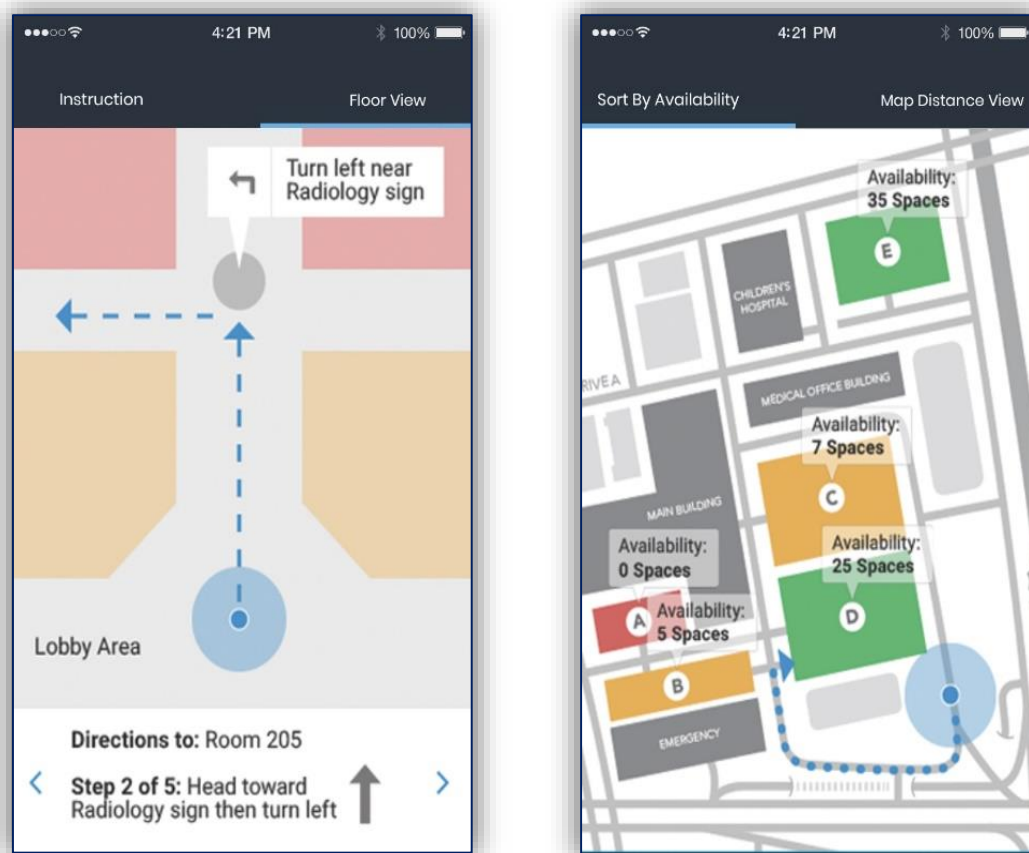 4:21 PM
100%
Instruction
Floor View
Turn left near
Radiology sign
Lobby Area
Directions to: Room 205
Step 2 of 5: Head toward
Radiology sign then turn left
4:21 PM
100%
Sort By Availability
Map Distance View
Availability:
35 Spaces
E
CHILDREN'S
HOSPITAL
RIVE A
MEDICAL OFFICE BUILDING
Availability:
7 Spaces
C
MAIN BUILDING
Availability:
0 Spaces
A
Availability:
25 Spaces
D
Availability:
5 Spaces
B
EMERGENCY